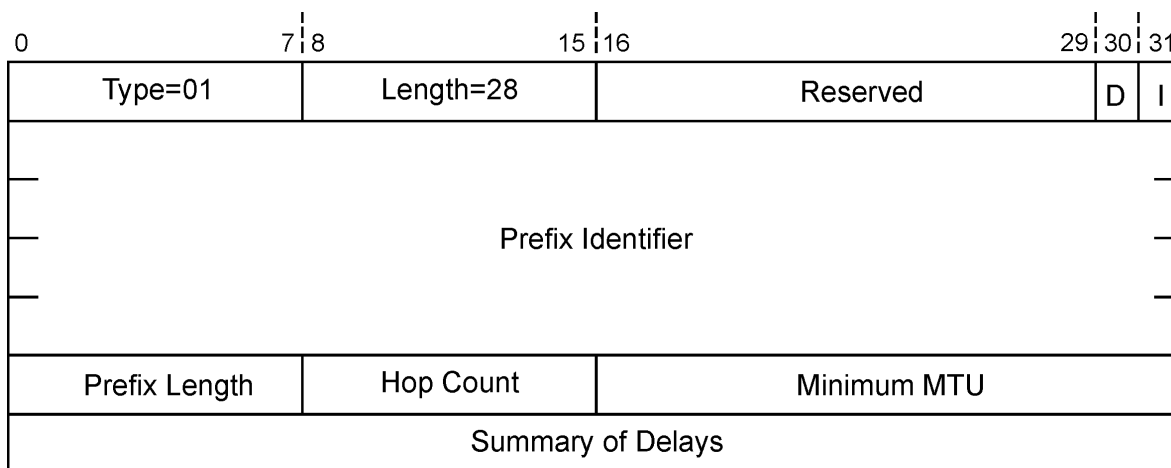 0 7 8 15 16 29 30 31
Type=01 Length=28 Reserved D I
Prefix Identifier
Prefix Length Hop Count Minimum MTU
Summary of Delays